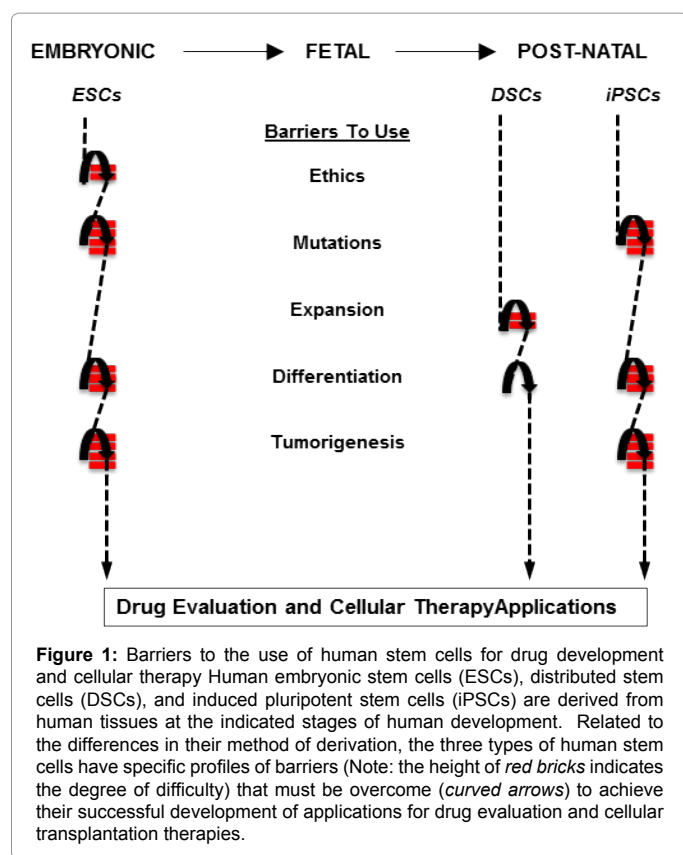 EMBRYONIC FETAL POST-NATAL
ESCs DSCs iPSCs
Barriers To Use
Ethics
Mutations
Expansion
Differentiation
Tumorigenesis
Drug Evaluation and Cellular TherapyApplications
Figure 1: Barriers to the use of human stem cells for drug development
and cellular therapy Human embryonic stem cells (ESCs), distributed stem
cells (DSCs), and induced pluripotent stem cells (iPSCs) are derived from
human tissues at the indicated stages of human development. Related to
the differences in their method of derivation, the three types of human stem
cells have specific profiles of barriers (Note: the height of red bricks indicates
the degree of difficulty) that must be overcome (curved arrows) to achieve
their successful development of applications for drug evaluation and cellular
transplantation therapies.